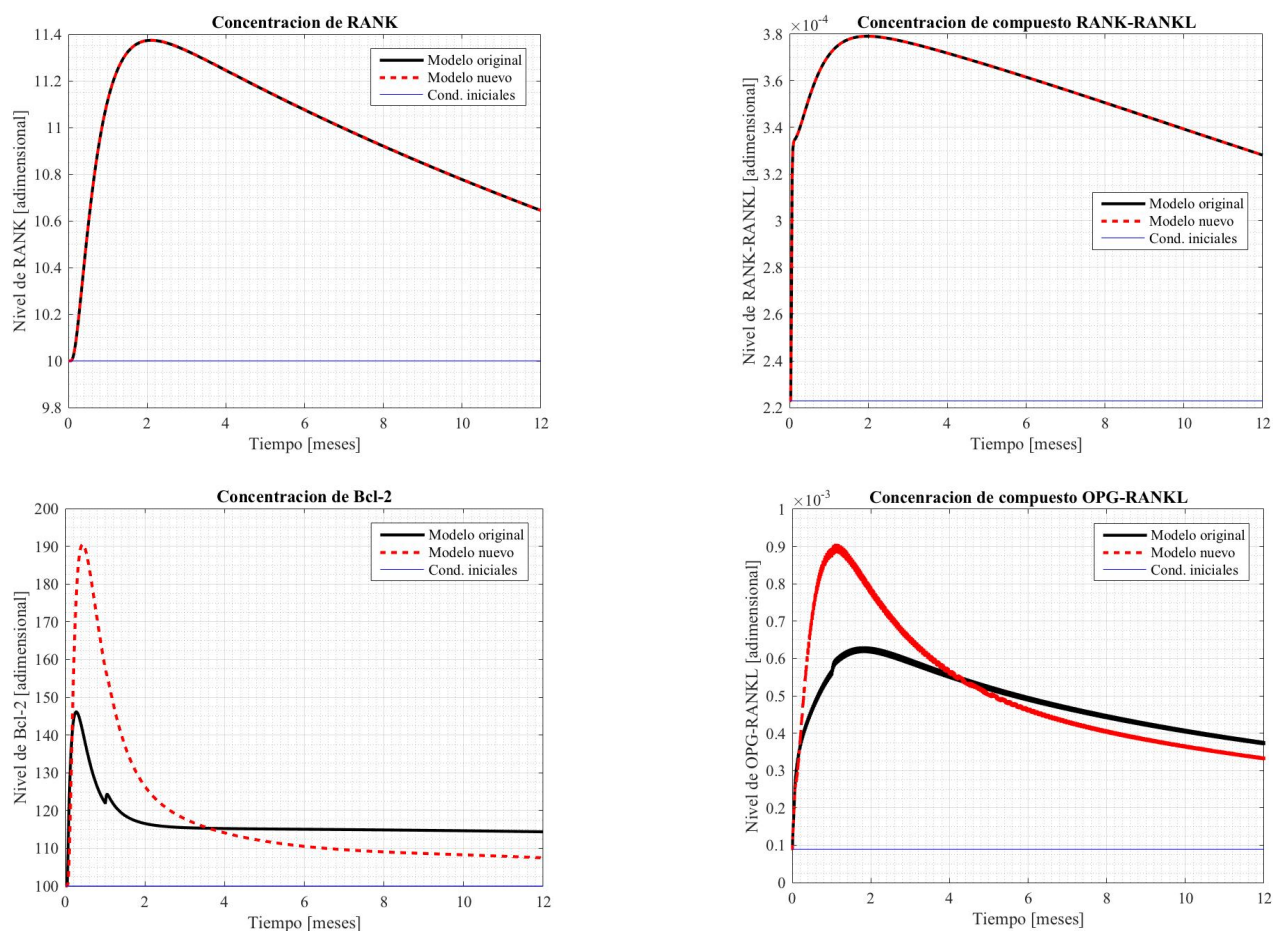 Concentracion de RANK
11.4
11.2
11
10.8
10.6
10.4
10.2
10
9.8
Nivel de RANK [adimensional]
Modelo original
Modelo nuevo
Cond. iniciales
0 2 4 6 8 10 12
Tiempo [meses]
Concentracion de compuesto RANK-RANKL
×10⁻⁴
3.8
3.6
3.4
3.2
3
2.8
2.6
2.4
2.2
Nivel de RANK-RANKL [adimensional]
Modelo original
Modelo nuevo
Cond. iniciales
0 2 4 6 8 10 12
Tiempo [meses]
Concentracion de Bcl-2
200
190
180
170
160
150
140
130
120
110
100
Nivel de Bcl-2 [adimensional]
Modelo original
Modelo nuevo
Cond. iniciales
0 2 4 6 8 10 12
Tiempo [meses]
Concenracion de compuesto OPG-RANKL
×10⁻³
1
0.9
0.8
0.7
0.6
0.5
0.4
0.3
0.2
0.1
0
Nivel de OPG-RANKL [adimensional]
Modelo original
Modelo nuevo
Cond. iniciales
0 2 4 6 8 10 12
Tiempo [meses]